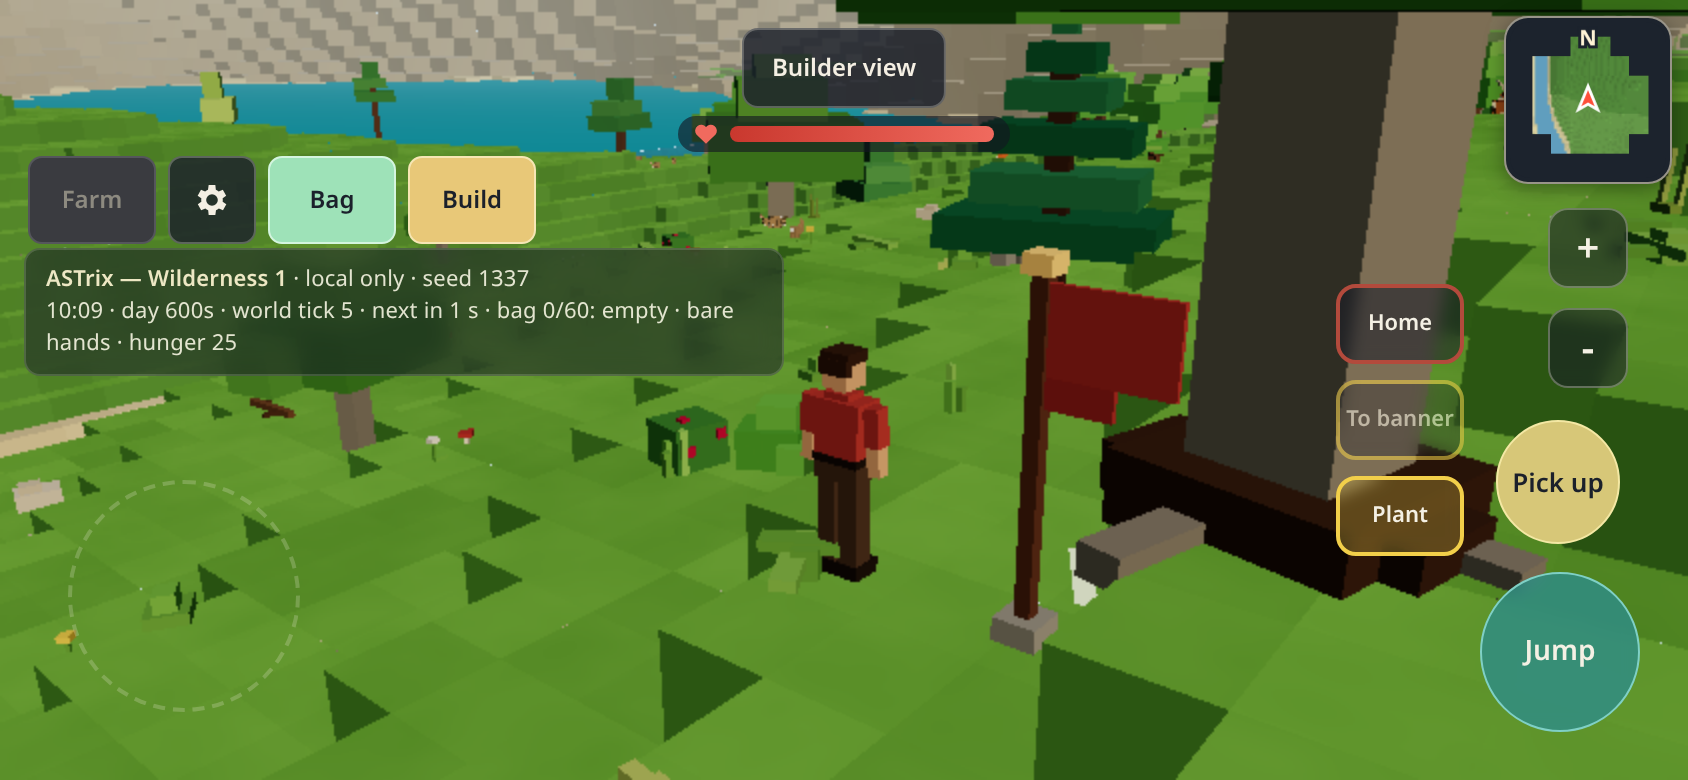 Builder view
N
Farm
Bag
Build
ASTrix — Wilderness 1 · local only · seed 1337
10:09 · day 600s · world tick 5 · next in 1 s · bag 0/60: empty · bare
hands · hunger 25
+
-
Home
To banner
Plant
Pick up
Jump